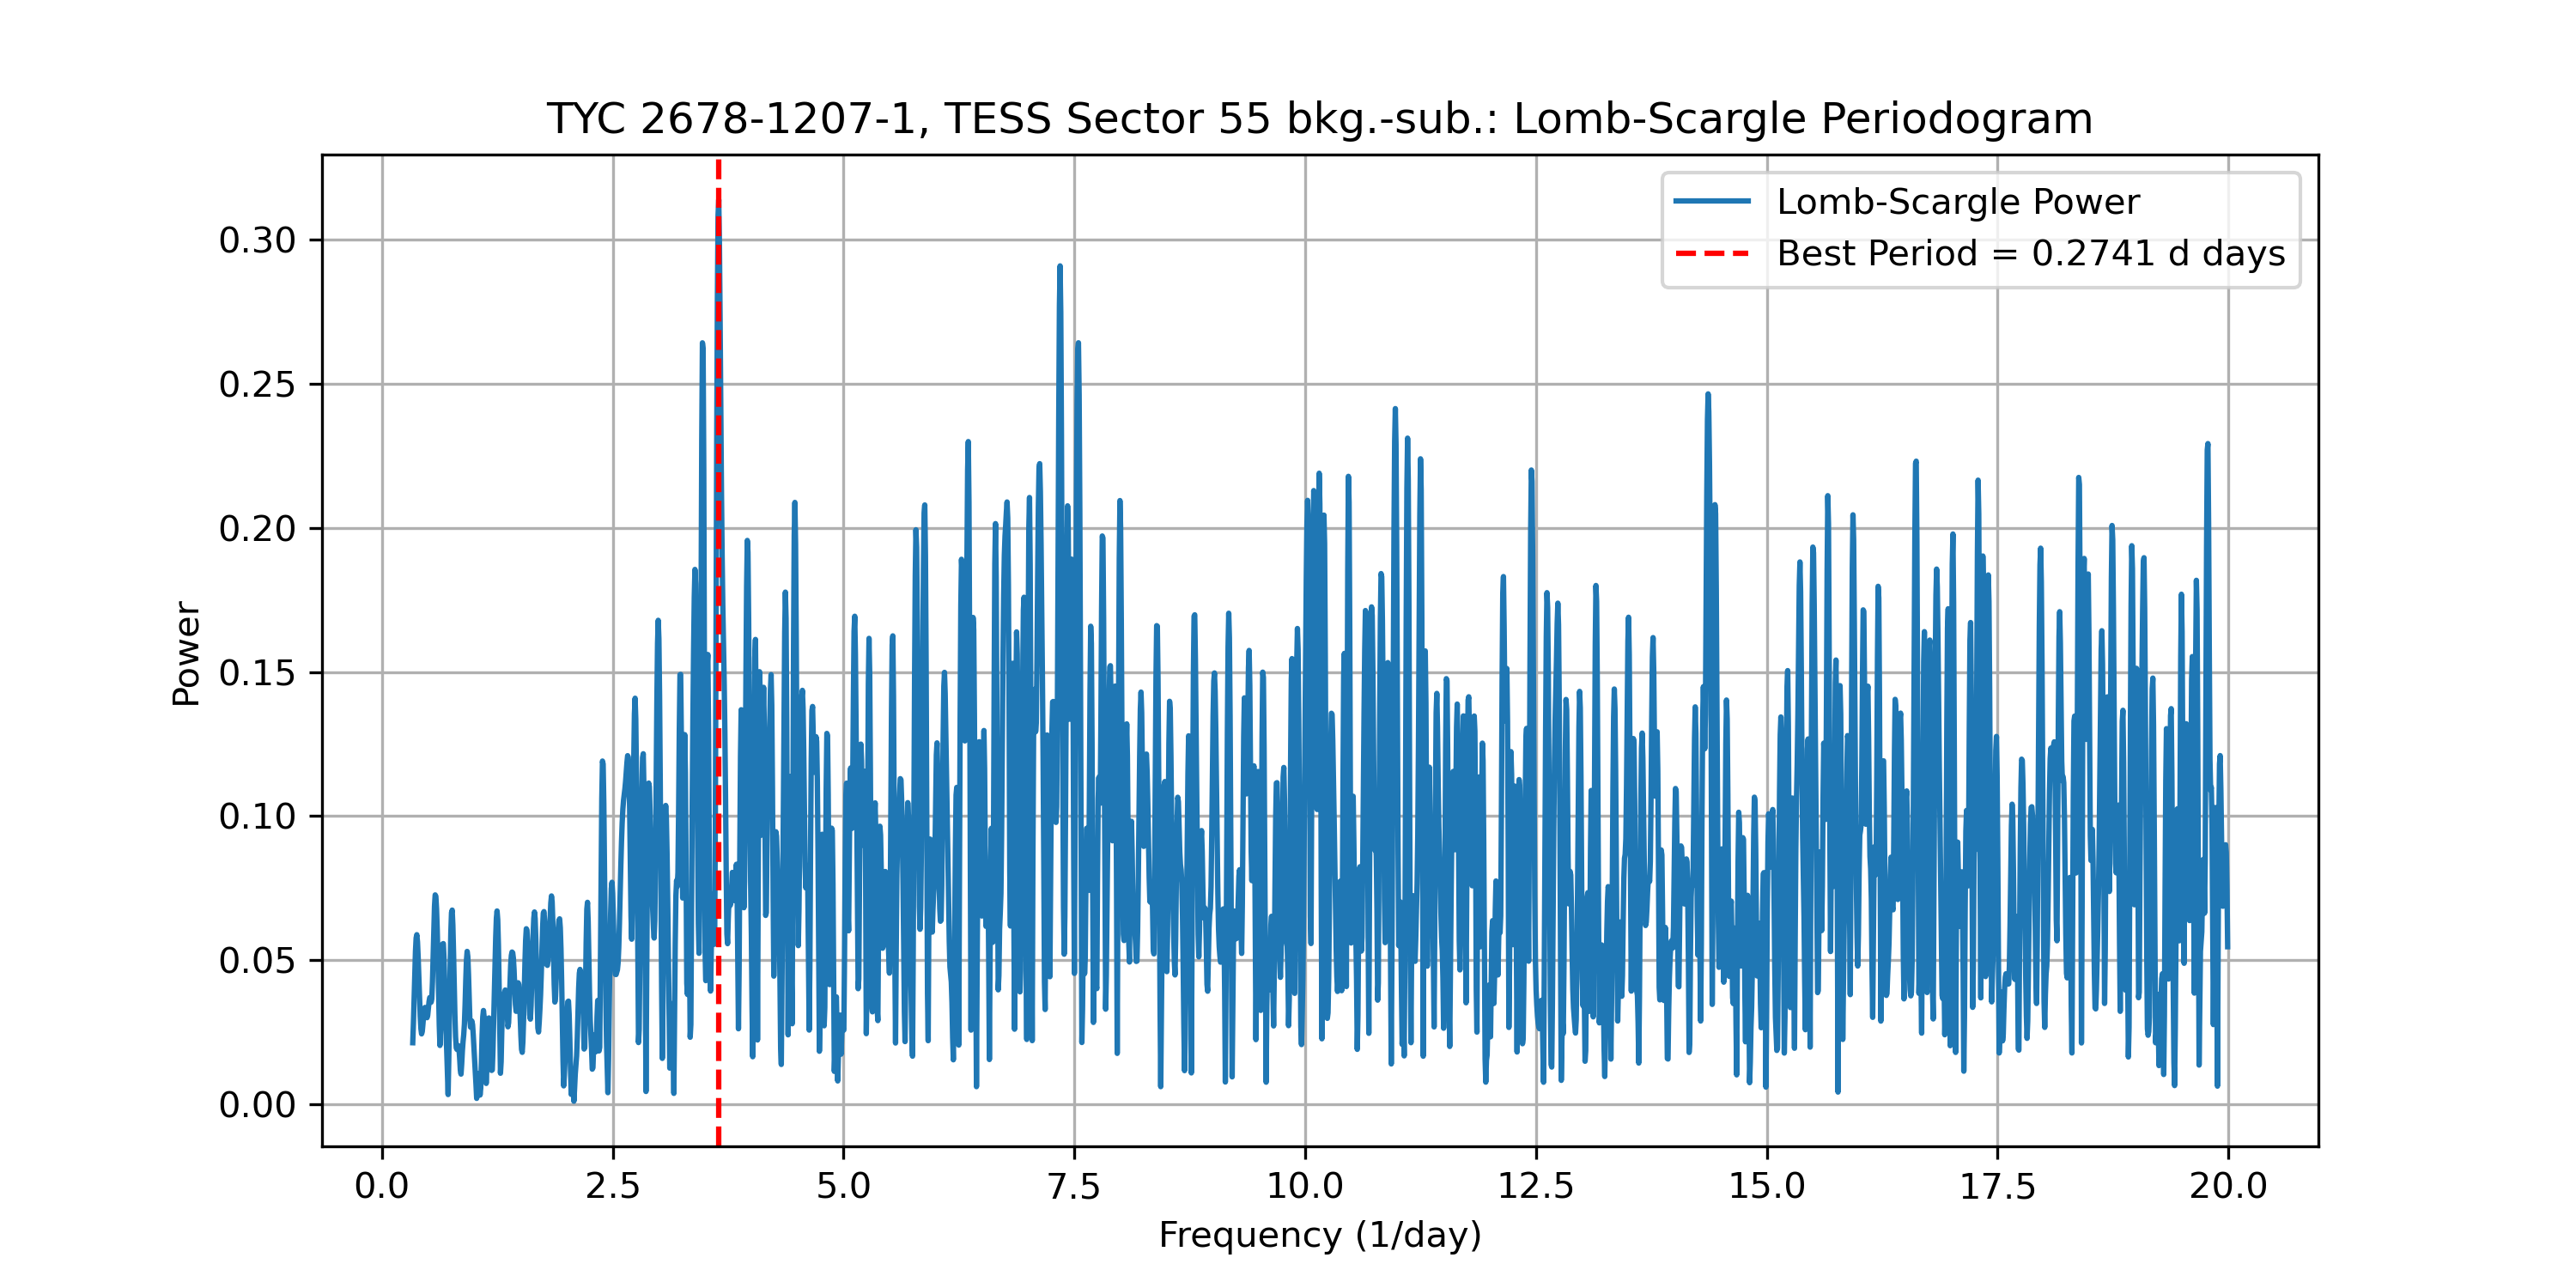 TYC 2678-1207-1, TESS Sector 55 bkg.-sub.: Lomb-Scargle Periodogram
Lomb-Scargle Power
Best Period = 0.2741 d days
Power
0.30
0.25
0.20
0.15
0.10
0.05
0.00
0.0 2.5 5.0 7.5 10.0 12.5 15.0 17.5 20.0
Frequency (1/day)